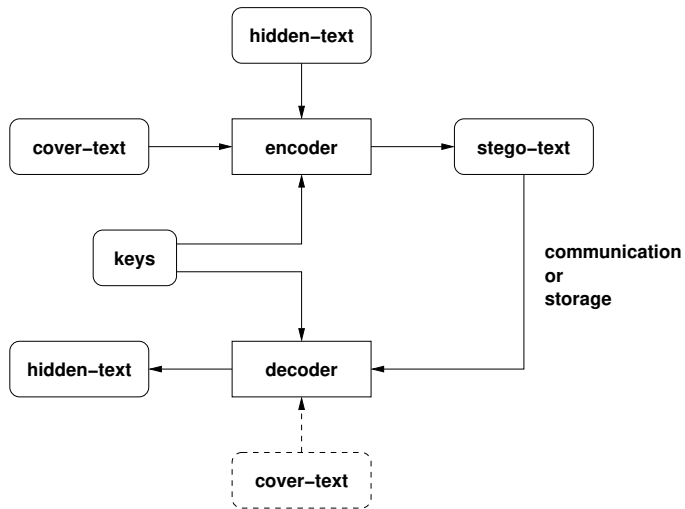 hidden−text
cover−text
encoder
stego−text
keys
communication
or
storage
hidden−text
decoder
cover−text